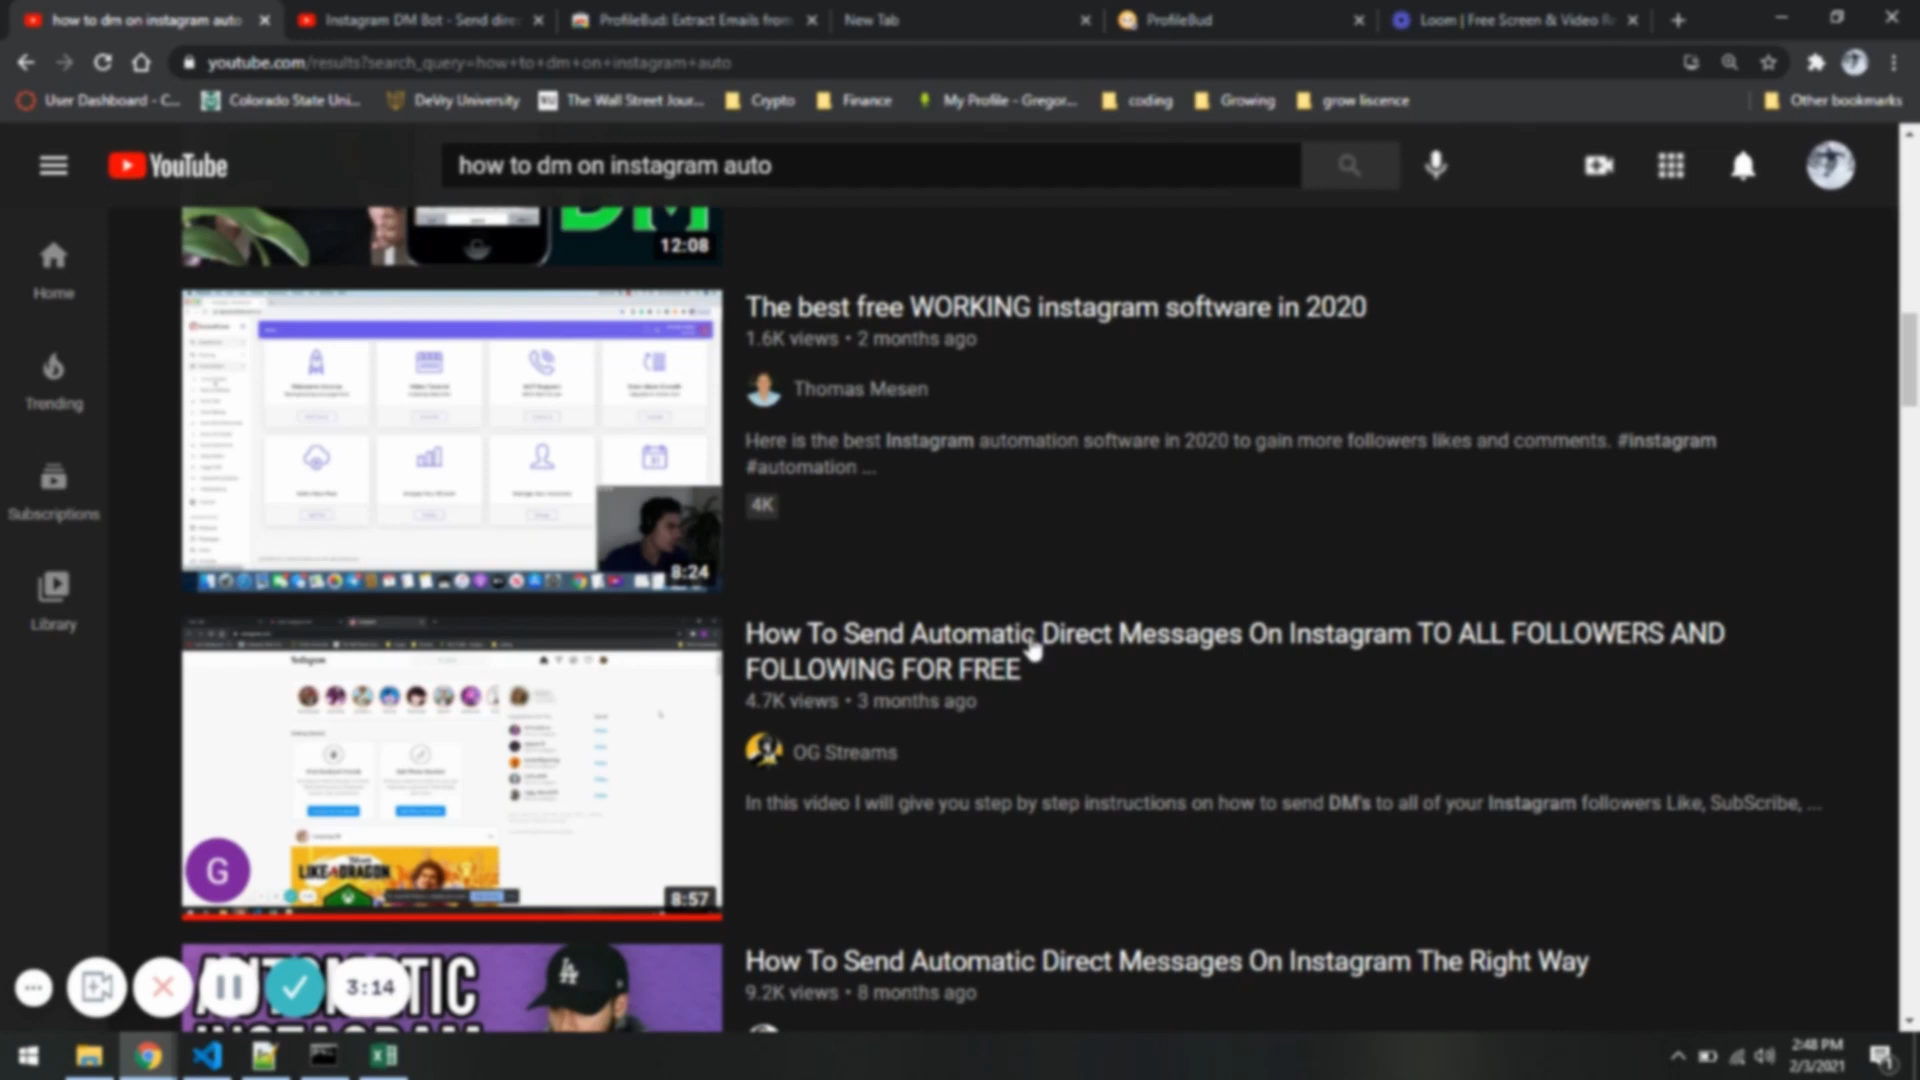 how to dm on instagram auto
Instagram DM Bot - Send direc
ProfileBud: Extract Emails from
New Tab
ProfileBud
Loom | Free Screen & Video Re
youtube.com/results?search_query=how+to+dm+on+instagram+auto
User Dashboard - C...
Colorado State Uni...
DeVry University
The Wall Street Jour...
Crypto
Finance
My Profile - Gregor...
coding
Growing
grow liscence
Other bookmarks
YouTube
how to dm on instagram auto
Home
Trending
Subscriptions
Library
DM
12:08
The best free WORKING instagram software in 2020
1.6K views • 2 months ago
Thomas Mesen
Here is the best Instagram automation software in 2020 to gain more followers likes and comments. #instagram
#automation ...
4K
8:24
How To Send Automatic Direct Messages On Instagram TO ALL FOLLOWERS AND
FOLLOWING FOR FREE
4.7K views • 3 months ago
OG Streams
In this video I will give you step by step instructions on how to send DM's to all of your Instagram followers Like, SubScribe, ...
Instagram
LIKE A DRAGON
G
8:57
How To Send Automatic Direct Messages On Instagram The Right Way
9.2K views • 8 months ago
3:14
2:48 PM
2/3/2021